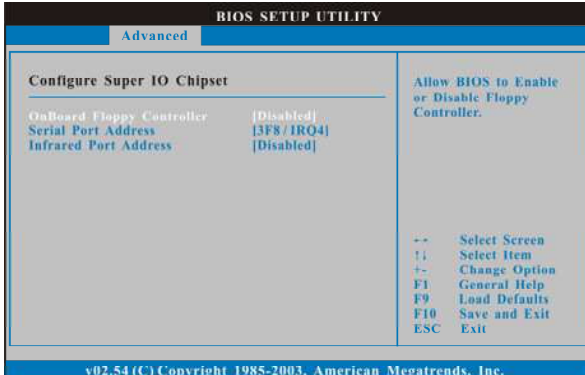 BIOS SETUP UTILITY
Advanced
Configure Super IO Chipset
OnBoard Floppy Controller [Disabled]
Serial Port Address [3F8 / IRQ4]
Infrared Port Address [Disabled]
Allow BIOS to Enable
or Disable Floppy
Controller.
←→ Select Screen
↑↓ Select Item
+- Change Option
F1 General Help
F9 Load Defaults
F10 Save and Exit
ESC Exit
v02.54 (C) Copyright 1985-2003, American Megatrends, Inc.